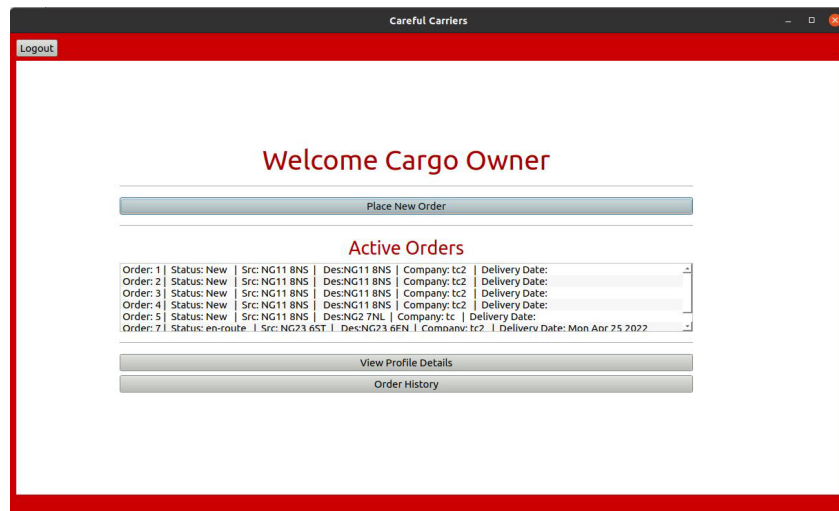 Careful Carriers
Logout
Welcome Cargo Owner
Place New Order
Active Orders
Order: 1 | Status: New | Src: NG11 8NS | Des:NG11 8NS | Company: tc2 | Delivery Date:
Order: 2 | Status: New | Src: NG11 8NS | Des:NG11 8NS | Company: tc2 | Delivery Date:
Order: 3 | Status: New | Src: NG11 8NS | Des:NG11 8NS | Company: tc2 | Delivery Date:
Order: 4 | Status: New | Src: NG11 8NS | Des:NG11 8NS | Company: tc2 | Delivery Date:
Order: 5 | Status: New | Src: NG11 8NS | Des:NG2 7NL | Company: tc | Delivery Date:
Order: 7 | Status: en-route | Src: NG23 6ST | Des:NG23 6EN | Company: tc2 | Delivery Date: Mon Apr 25 2022
View Profile Details
Order History